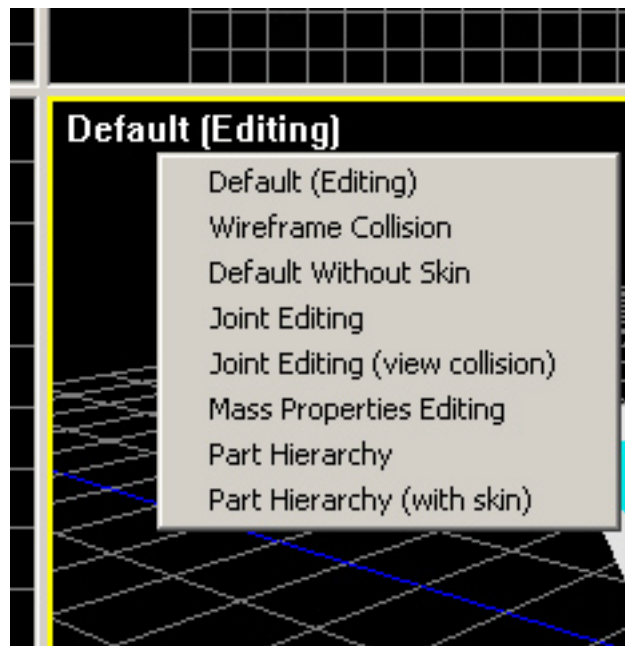 Default (Editing)
Default (Editing)
Wireframe Collision
Default Without Skin
Joint Editing
Joint Editing (view collision)
Mass Properties Editing
Part Hierarchy
Part Hierarchy (with skin)